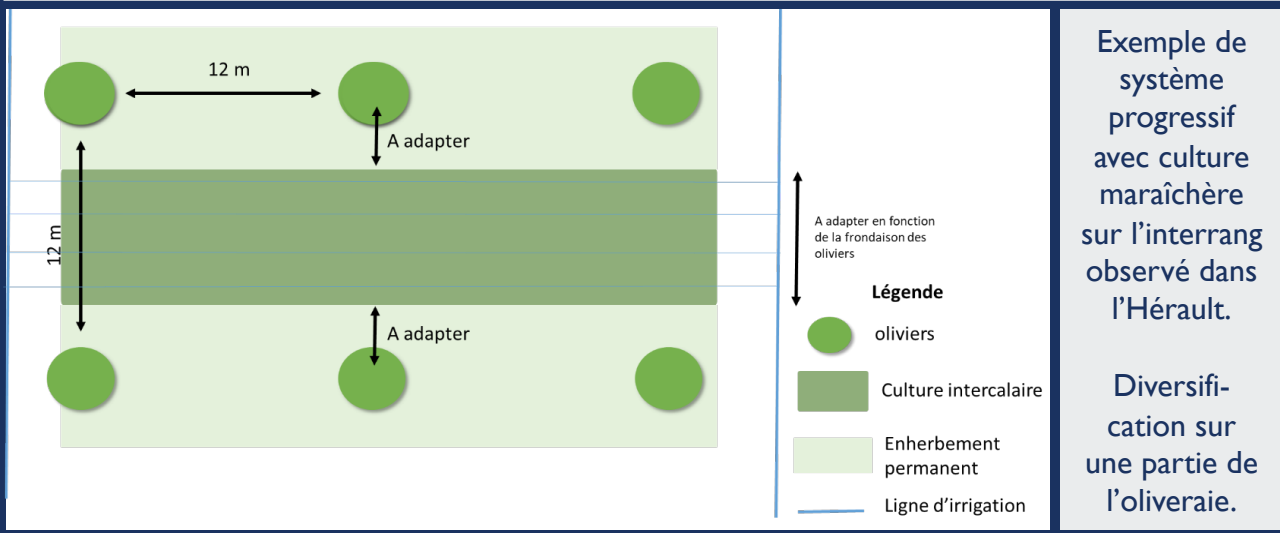 12 m
A adapter
12 m
A adapter
A adapter en fonction
de la frondaison des
oliviers
Légende
oliviers
Culture intercalaire
Enherbement
permanent
Ligne d'irrigation
Exemple de
système
progressif
avec culture
maraîchère
sur l'interrang
observé dans
l'Hérault.
Diversifi-
cation sur
une partie de
l'oliveraie.